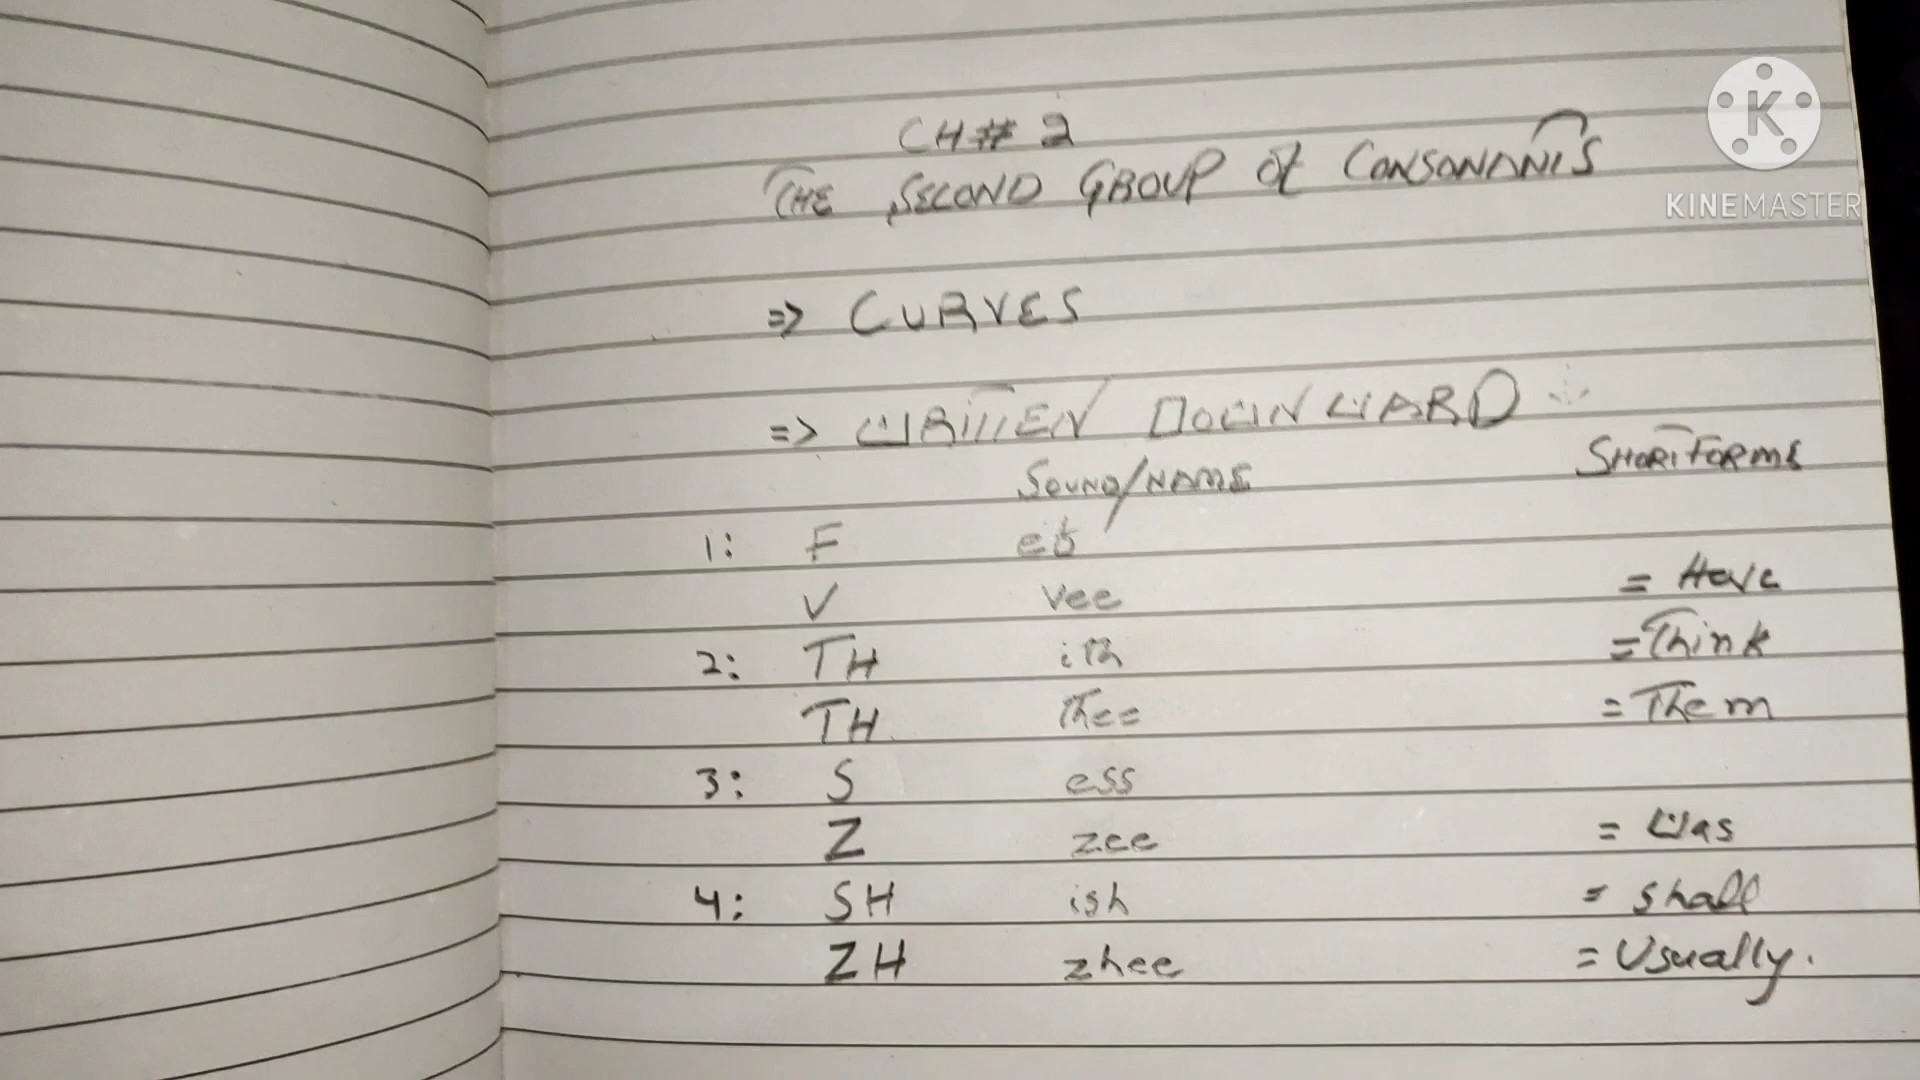 CH# 2
THE SECOND GROUP of CONSONANTS
KINEMASTER
=> CURVES
=> WRITTEN DOWNWARD ↓
SOUND/NAME SHORTFORMS
1: F ef
V Vee = Have
2: TH ith = Think
TH Thee = Them
3: S ess
Z zee = Was
4: SH ish = shall
ZH zhee = Usually.